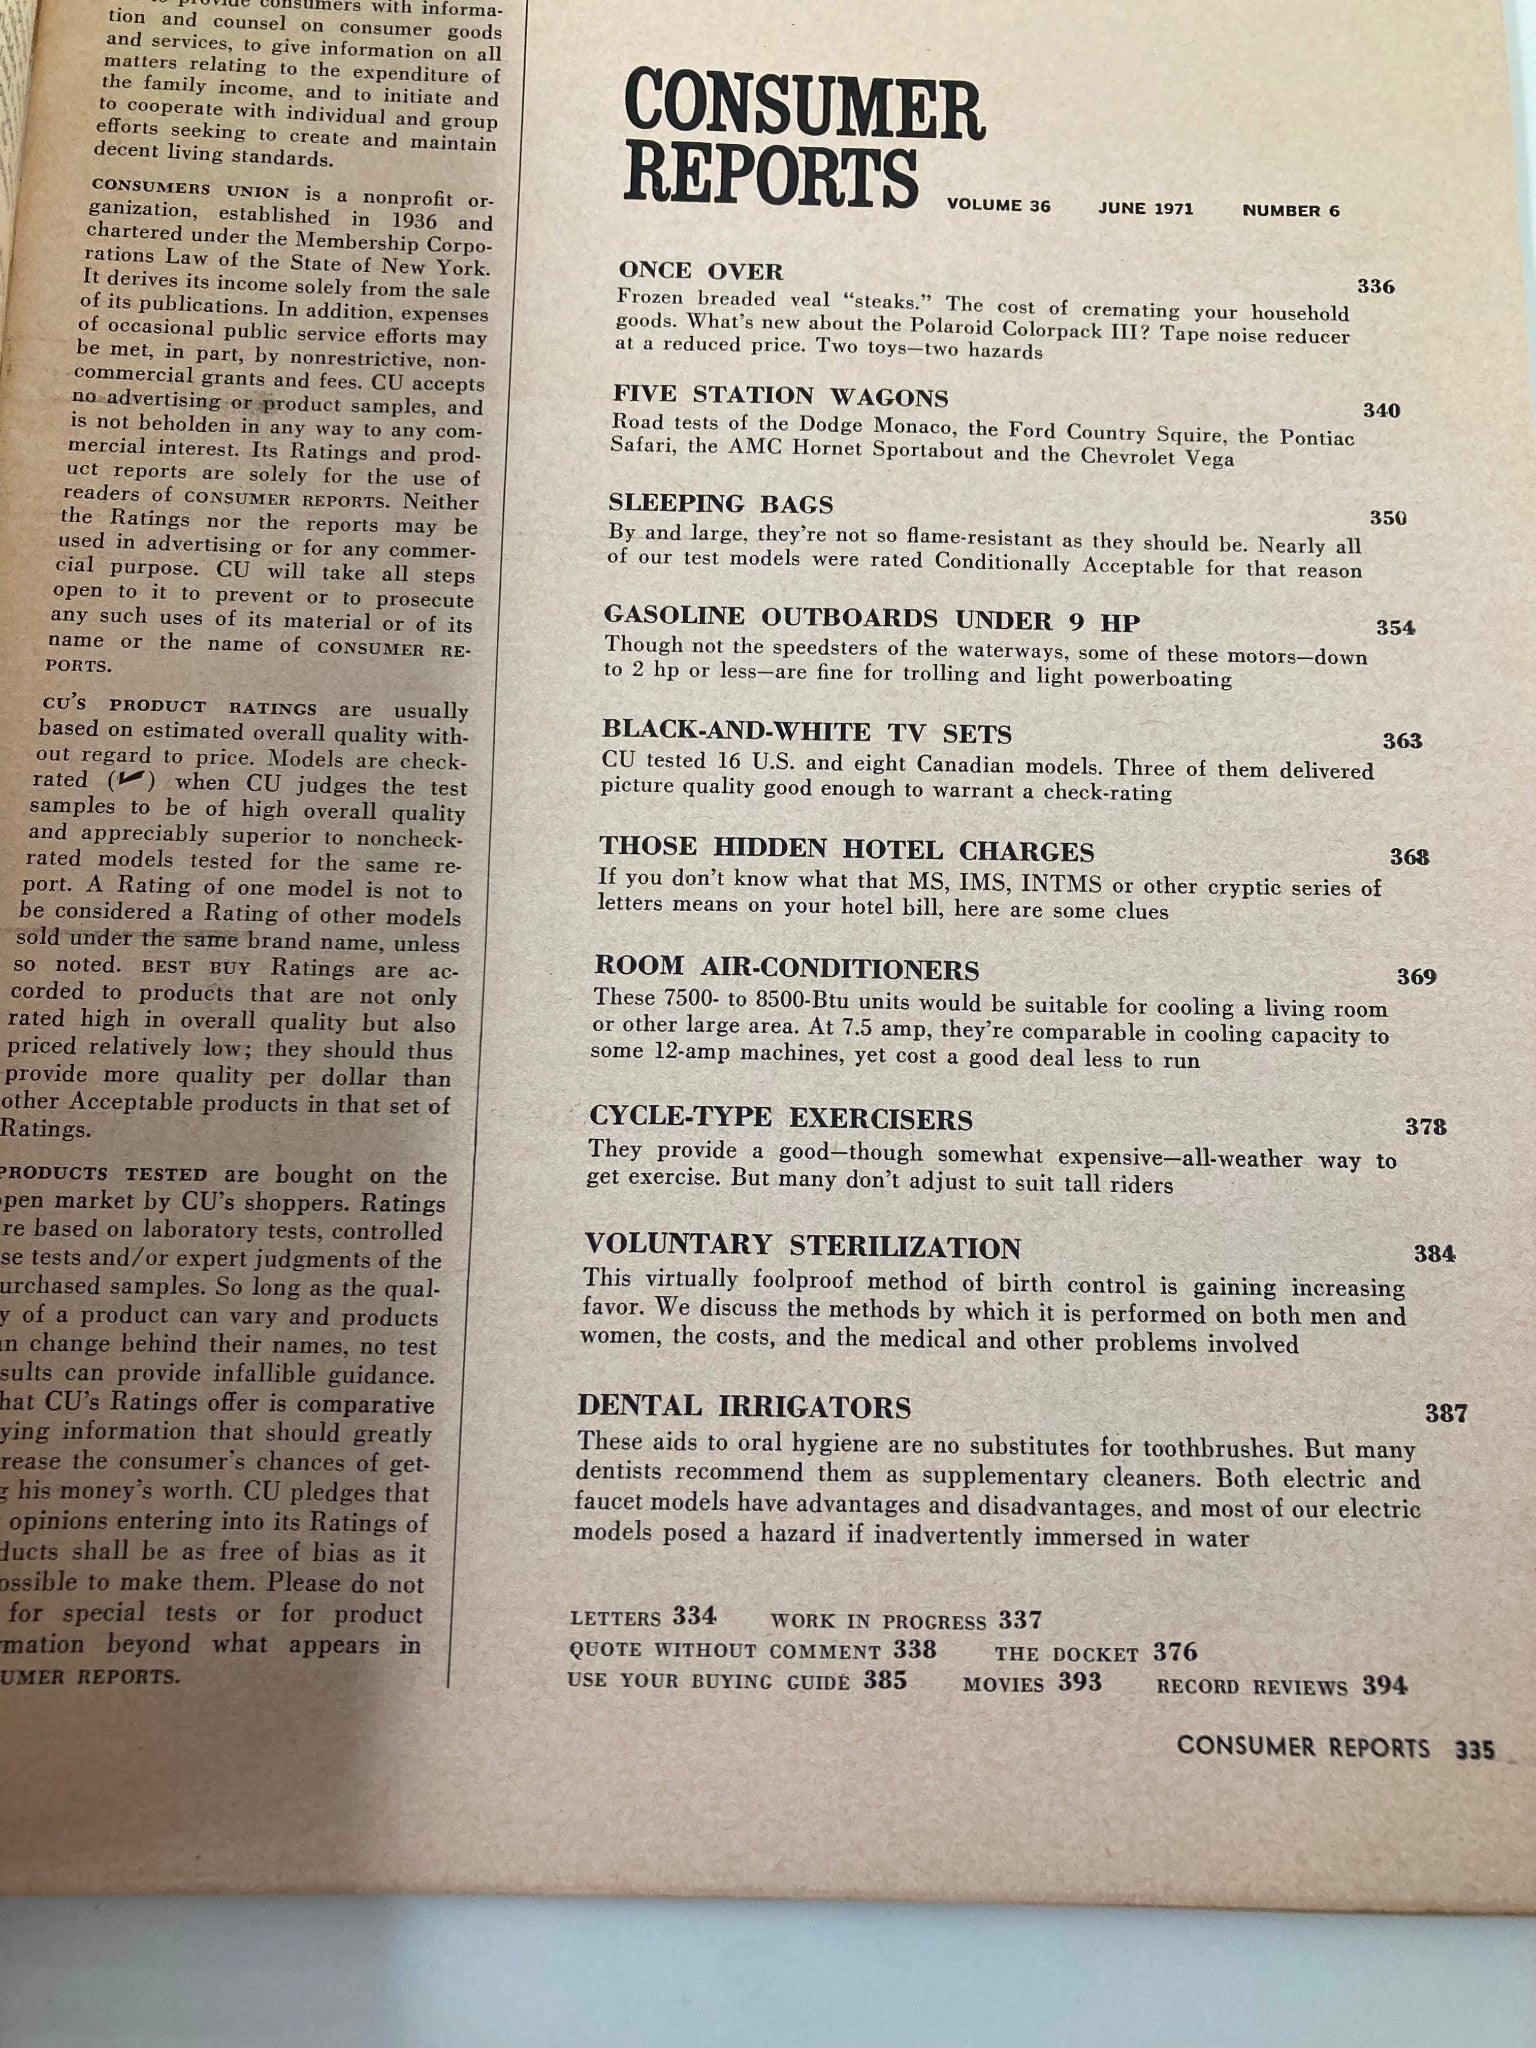 provide consumers with informa-
tion and counsel on consumer goods
and services, to give information on all
matters relating to the expenditure of
the family income, and to initiate and
to cooperate with individual and group
efforts seeking to create and maintain
decent living standards.
CONSUMERS UNION is a nonprofit or-
ganization, established in 1936 and
chartered under the Membership Corpo-
rations Law of the State of New York.
It derives its income solely from the sale
of its publications. In addition, expenses
of occasional public service efforts may
be met, in part, by nonrestrictive, non-
commercial grants and fees. CU accepts
no advertising or product samples, and
is not beholden in any way to any com-
mercial interest. Its Ratings and prod-
uct reports are solely for the use of
readers of CONSUMER REPORTS. Neither
the Ratings nor the reports may be
used in advertising or for any commer-
cial purpose. CU will take all steps
open to it to prevent or to prosecute
any such uses of its material or of its
name or the name of CONSUMER RE-
PORTS.
CU'S PRODUCT RATINGS are usually
based on estimated overall quality with-
out regard to price. Models are check-
rated (✓) when CU judges the test
samples to be of high overall quality
and appreciably superior to noncheck-
rated models tested for the same re-
port. A Rating of one model is not to
be considered a Rating of other models
sold under the same brand name, unless
so noted. BEST BUY Ratings are ac-
corded to products that are not only
rated high in overall quality but also
priced relatively low; they should thus
provide more quality per dollar than
other Acceptable products in that set of
Ratings.
PRODUCTS TESTED are bought on the
pen market by CU's shoppers. Ratings
re based on laboratory tests, controlled
se tests and/or expert judgments of the
urchased samples. So long as the qual-
y of a product can vary and products
n change behind their names, no test
sults can provide infallible guidance.
hat CU's Ratings offer is comparative
ying information that should greatly
rease the consumer's chances of get-
g his money's worth. CU pledges that
opinions entering into its Ratings of
ducts shall be as free of bias as it
ossible to make them. Please do not
for special tests or for product
mation beyond what appears in
UMER REPORTS.
CONSUMER
REPORTS VOLUME 36 JUNE 1971 NUMBER 6
ONCE OVER 336
Frozen breaded veal “steaks.” The cost of cremating your household
goods. What's new about the Polaroid Colorpack III? Tape noise reducer
at a reduced price. Two toys—two hazards
FIVE STATION WAGONS 340
Road tests of the Dodge Monaco, the Ford Country Squire, the Pontiac
Safari, the AMC Hornet Sportabout and the Chevrolet Vega
SLEEPING BAGS 350
By and large, they're not so flame-resistant as they should be. Nearly all
of our test models were rated Conditionally Acceptable for that reason
GASOLINE OUTBOARDS UNDER 9 HP 354
Though not the speedsters of the waterways, some of these motors—down
to 2 hp or less—are fine for trolling and light powerboating
BLACK-AND-WHITE TV SETS 363
CU tested 16 U.S. and eight Canadian models. Three of them delivered
picture quality good enough to warrant a check-rating
THOSE HIDDEN HOTEL CHARGES 368
If you don't know what that MS, IMS, INTMS or other cryptic series of
letters means on your hotel bill, here are some clues
ROOM AIR-CONDITIONERS 369
These 7500- to 8500-Btu units would be suitable for cooling a living room
or other large area. At 7.5 amp, they're comparable in cooling capacity to
some 12-amp machines, yet cost a good deal less to run
CYCLE-TYPE EXERCISERS 378
They provide a good—though somewhat expensive—all-weather way to
get exercise. But many don't adjust to suit tall riders
VOLUNTARY STERILIZATION 384
This virtually foolproof method of birth control is gaining increasing
favor. We discuss the methods by which it is performed on both men and
women, the costs, and the medical and other problems involved
DENTAL IRRIGATORS 387
These aids to oral hygiene are no substitutes for toothbrushes. But many
dentists recommend them as supplementary cleaners. Both electric and
faucet models have advantages and disadvantages, and most of our electric
models posed a hazard if inadvertently immersed in water
LETTERS 334 WORK IN PROGRESS 337
QUOTE WITHOUT COMMENT 338 THE DOCKET 376
USE YOUR BUYING GUIDE 385 MOVIES 393 RECORD REVIEWS 394
CONSUMER REPORTS 335